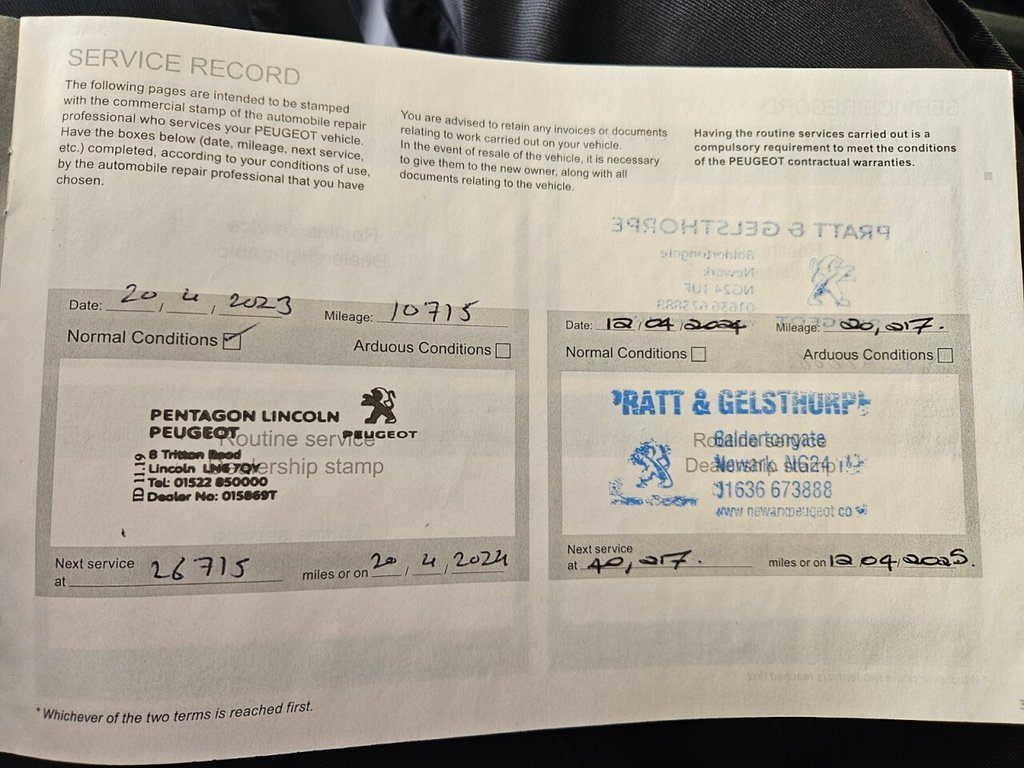 SERVICE RECORD
The following pages are intended to be stamped
with the commercial stamp of the automobile repair
professional who services your PEUGEOT vehicle.
Have the boxes below (date, mileage, next service,
etc.) completed, according to your conditions of use,
by the automobile repair professional that you have
chosen.
You are advised to retain any invoices or documents
relating to work carried out on your vehicle.
In the event of resale of the vehicle, it is necessary
to give them to the new owner, along with all
documents relating to the vehicle.
Having the routine services carried out is a
compulsory requirement to meet the conditions
of the PEUGEOT contractual warranties.
Date: 20, 4, 2023 Mileage: 10715
Normal Conditions ☑ Arduous Conditions ☐
PENTAGON LINCOLN
PEUGEOT
PEUGEOT
Routine service
Dealership stamp
8 Tritton Road
Lincoln LN6 7QY
Tel: 01522 850000
Dealer No: 015869T
ID 11.19
Next service
at 26715 miles or on 20, 4, 2024
Date: 12/04/2024 Mileage: 20,217.
Normal Conditions ☐ Arduous Conditions ☐
PRATT & GELSTHORPE
Routine service
Dealership stamp
Baldertongate
Newark NG24
01636 673888
www newarkpeugeot co
Next service
at 40,217. miles or on 12 04/2025.
*Whichever of the two terms is reached first.